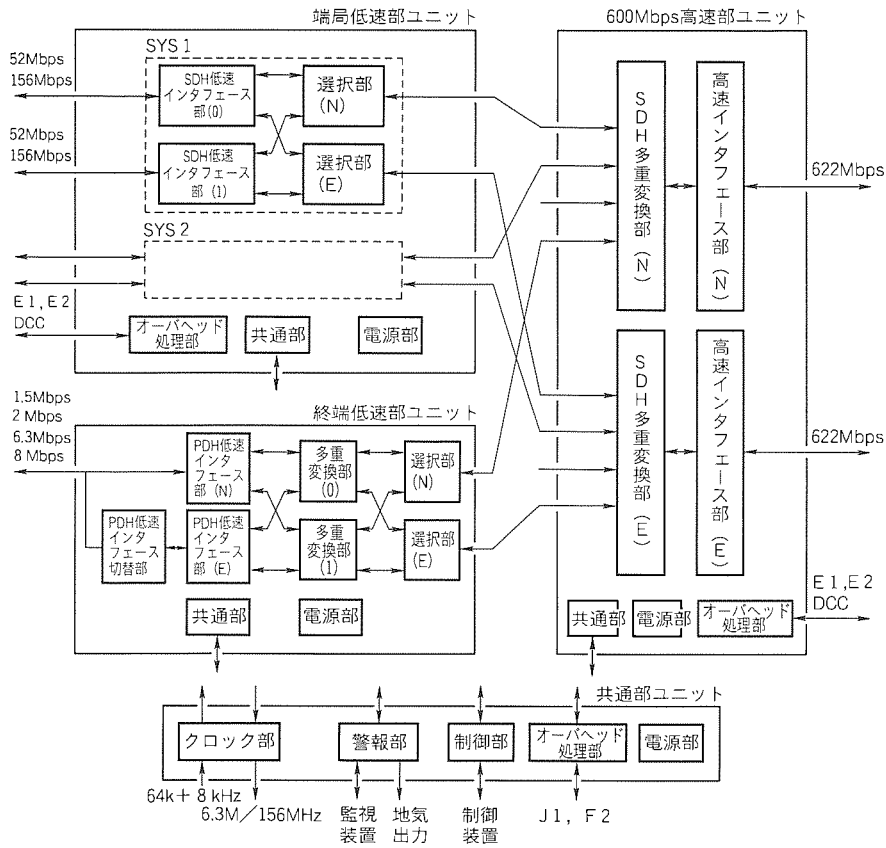 端局低速部ユニット
SYS 1
52Mbps
156Mbps
SDH低速
インタフェース
部(0)
選択部
(N)
52Mbps
156Mbps
SDH低速
インタフェース
部 (1)
選択部
(E)
SYS 2
E1, E2
DCC
オーバヘッド
処理部
共通部
電源部
600Mbps高速部ユニット
SDH多重変換部(N)
高速インタフェース部(N)
622Mbps
SDH多重変換部(E)
高速インタフェース部(E)
622Mbps
E1, E2
DCC
共通部
電源部
オーバヘッド
処理部
終端低速部ユニット
1.5Mbps
2 Mbps
6.3Mbps
8 Mbps
PDH低速
インタ
フェース
部 (N)
多重
変換部
(0)
選択部
(N)
PDH低速インタ
フェース
切替部
PDH低速
インタ
フェース
部 (E)
多重
変換部
(1)
選択部
(E)
共通部
電源部
共通部ユニット
クロック部
警報部
制御部
オーバヘッド
処理部
電源部
64k+8kHz
6.3M/156MHz
監視
装置
地気
出力
制御
装置
J1, F2